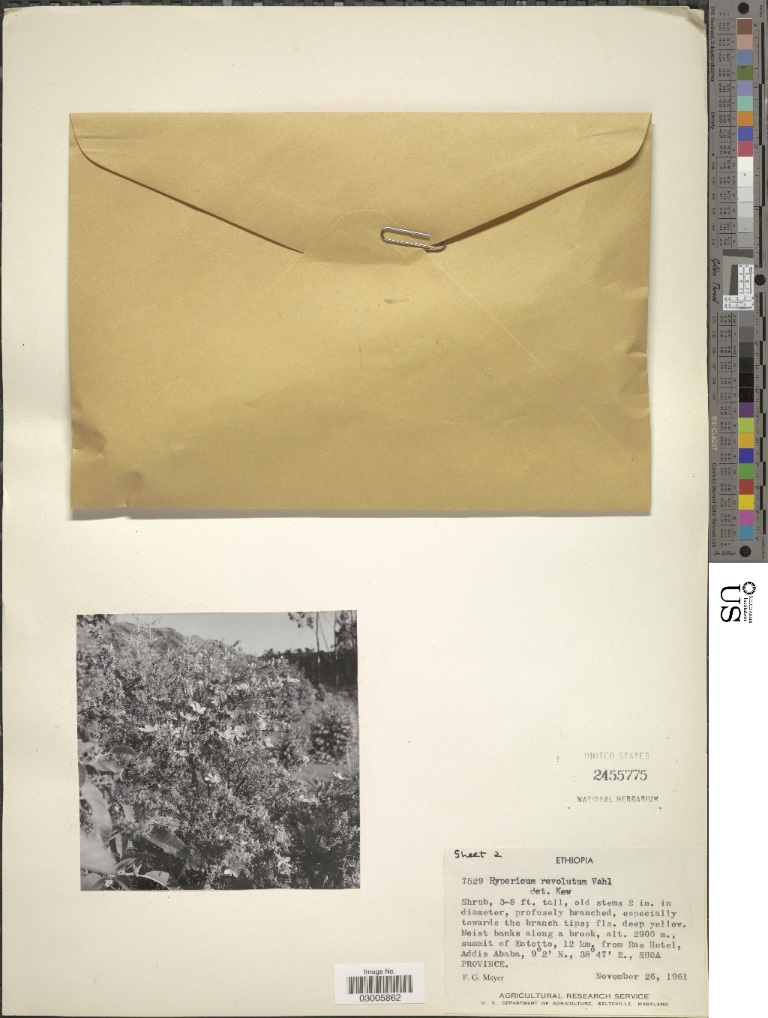 US
UNITED STATES
2455775
NATIONAL HERBARIUM
Sheet 2
ETHIOPIA
7529 Hypericum revolutum Vahl
det. Kew
Shrub, 3-8 ft. tall, old stems 2 in. in
diameter, profusely branched, especially
towards the branch tips; fls. deep yellow.
Moist banks along a brook, alt. 2900 m.,
summit of Entotto, 12 km. from Ras Hotel,
Addis Ababa, 9°2' N., 38°47' E., SHOA
PROVINCE.
F. G. Meyer November 26, 1961
AGRICULTURAL RESEARCH SERVICE
U. S. DEPARTMENT OF AGRICULTURE, BELTSVILLE, MARYLAND
Image No.
03005862